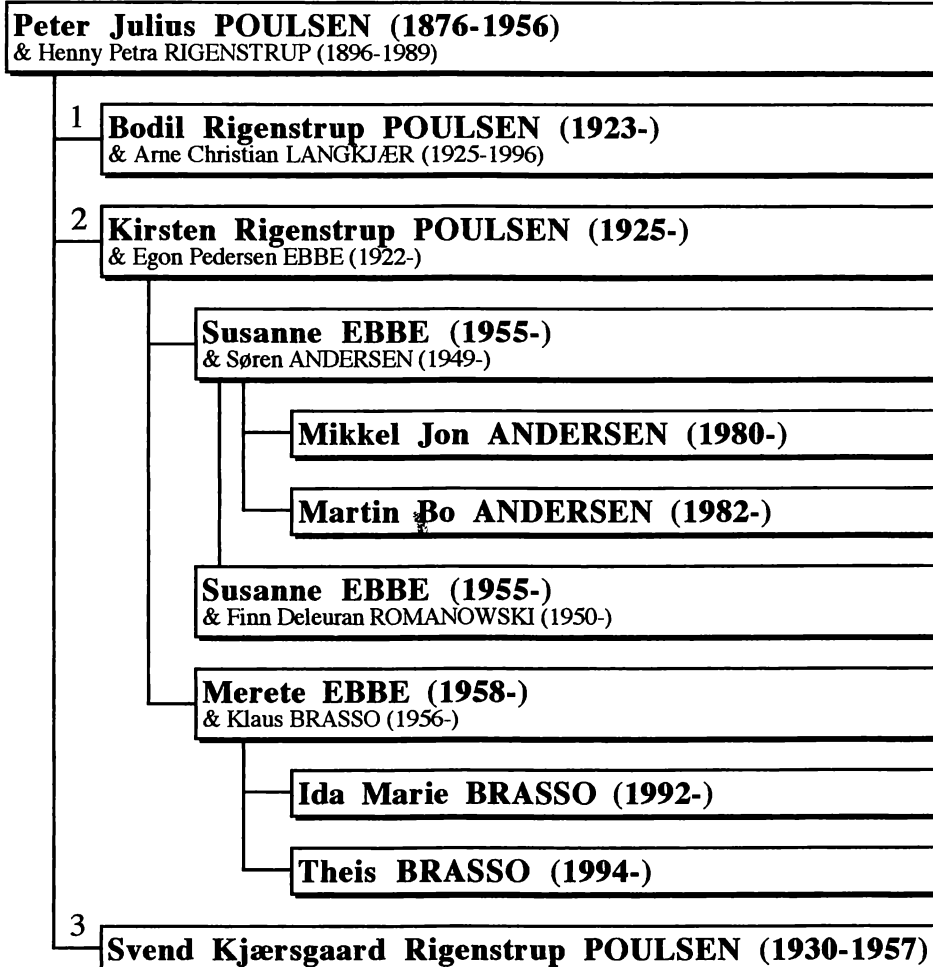 Peter Julius POULSEN (1876-1956)
& Henny Petra RIGENSTRUP (1896-1989)
1
Bodil Rigenstrup POULSEN (1923-)
& Arne Christian LANGKJÆR (1925-1996)
2
Kirsten Rigenstrup POULSEN (1925-)
& Egon Pedersen EBBE (1922-)
Susanne EBBE (1955-)
& Søren ANDERSEN (1949-)
Mikkel Jon ANDERSEN (1980-)
Martin Bo ANDERSEN (1982-)
Susanne EBBE (1955-)
& Finn Deleuran ROMANOWSKI (1950-)
Merete EBBE (1958-)
& Klaus BRASSO (1956-)
Ida Marie BRASSO (1992-)
Theis BRASSO (1994-)
3
Svend Kjærsgaard Rigenstrup POULSEN (1930-1957)